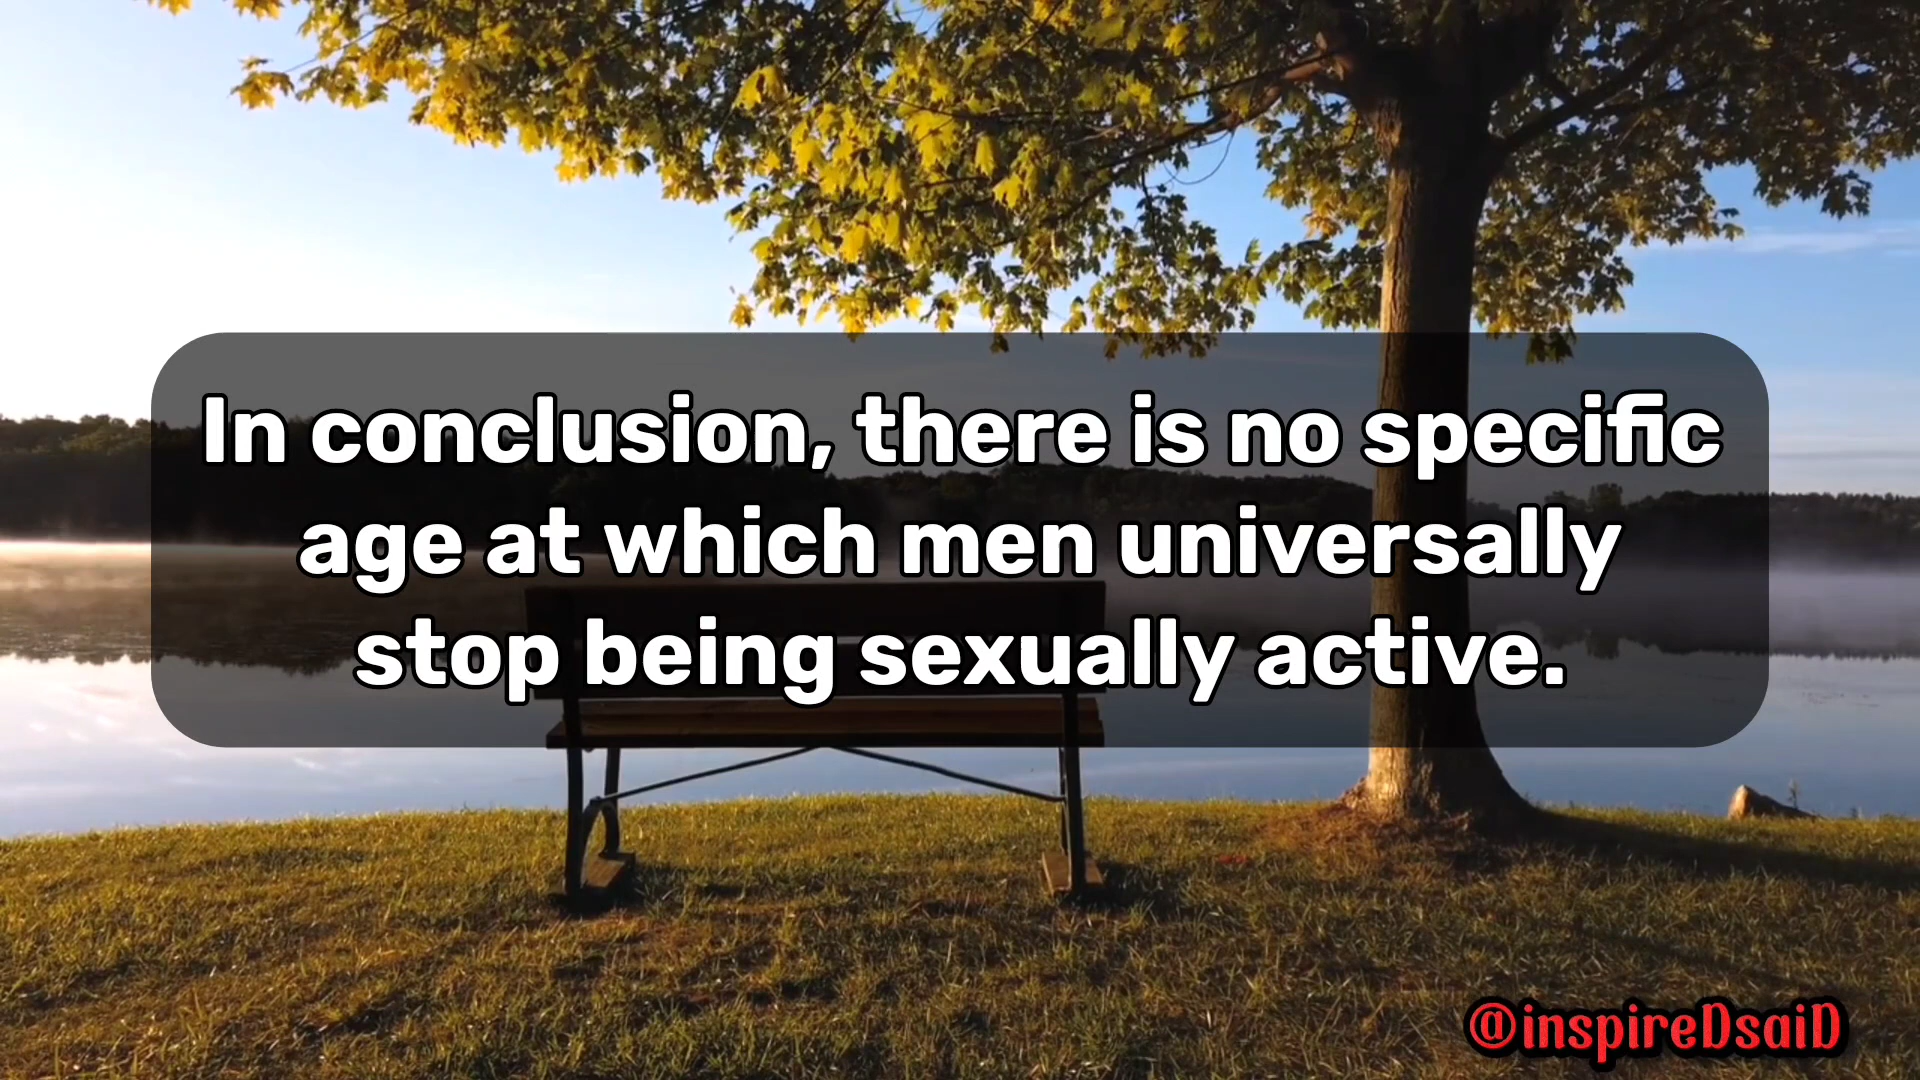 In conclusion, there is no specific
age at which men universally
stop being sexually active.
@inspireDsaiD